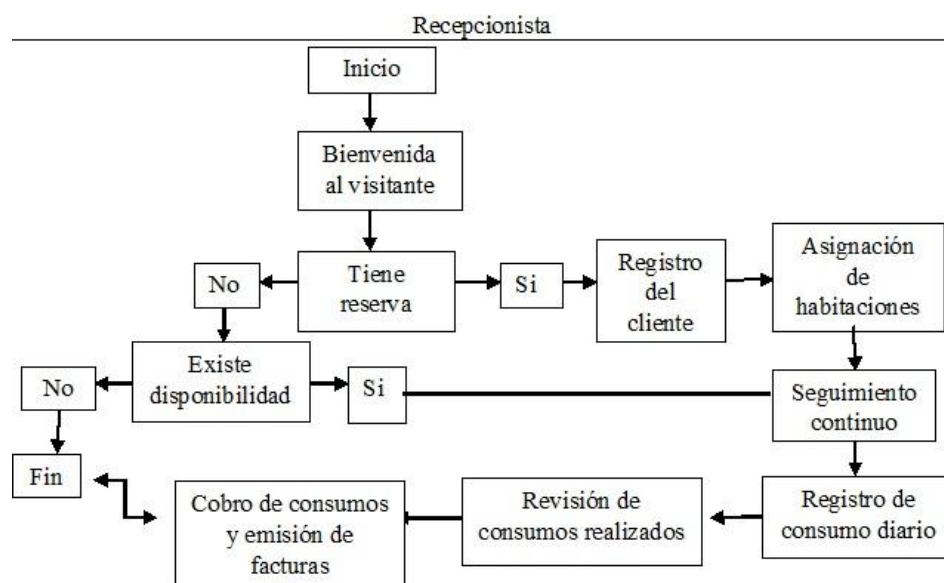 Recepcionista
Inicio
Bienvenida
al visitante
Tiene
reserva
No
Si
Registro
del
cliente
Asignación
de
habitaciones
Existe
disponibilidad
No
Si
Seguimiento
continuo
Fin
Cobro de consumos
y emisión de
facturas
Revisión de
consumos realizados
Registro de
consumo diario